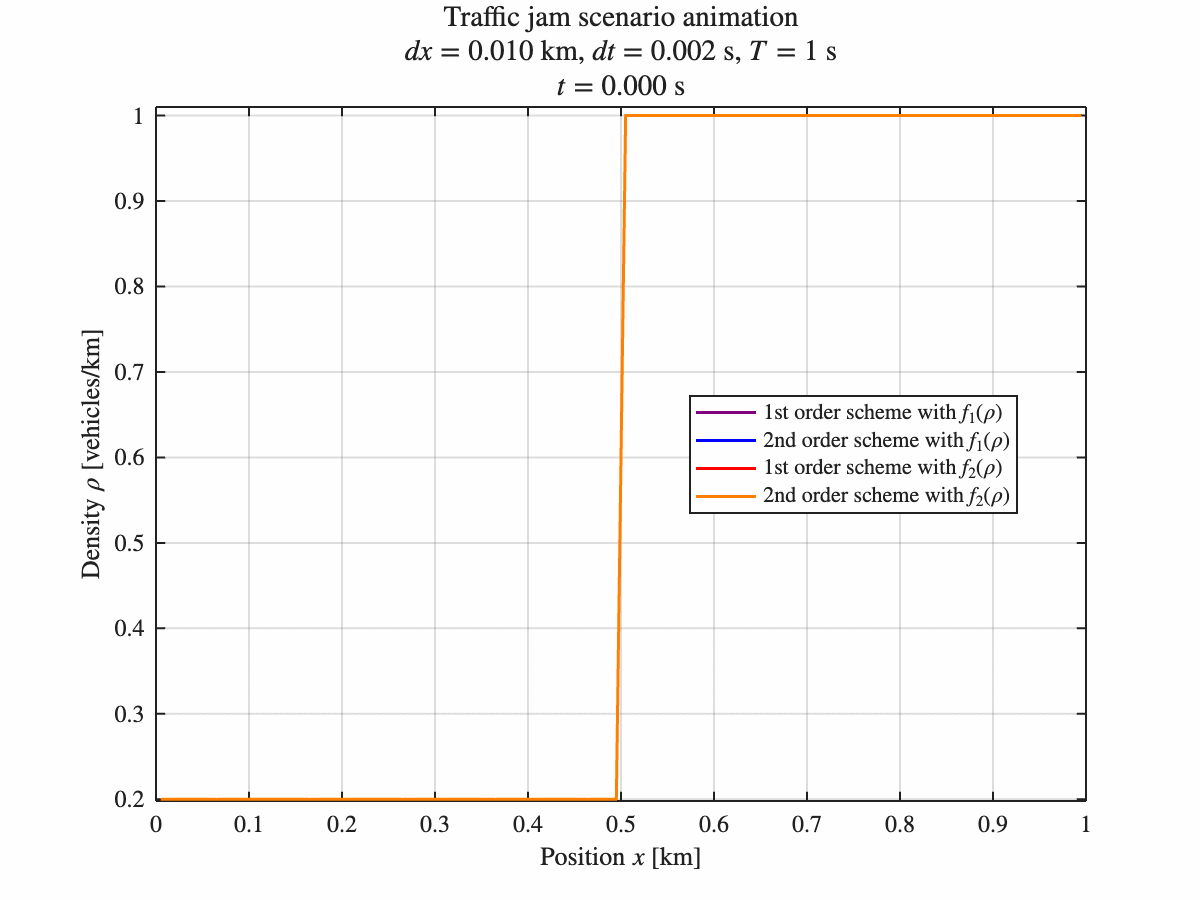 Traffic jam scenario animation
dx = 0.010 km, dt = 0.002 s, T = 1 s
t = 0.000 s
1
0.9
0.8
0.7
0.6
0.5
0.4
0.3
0.2
Density ρ [vehicles/km]
1st order scheme with f₁(ρ)
2nd order scheme with f₁(ρ)
1st order scheme with f₂(ρ)
2nd order scheme with f₂(ρ)
0 0.1 0.2 0.3 0.4 0.5 0.6 0.7 0.8 0.9 1
Position x [km]